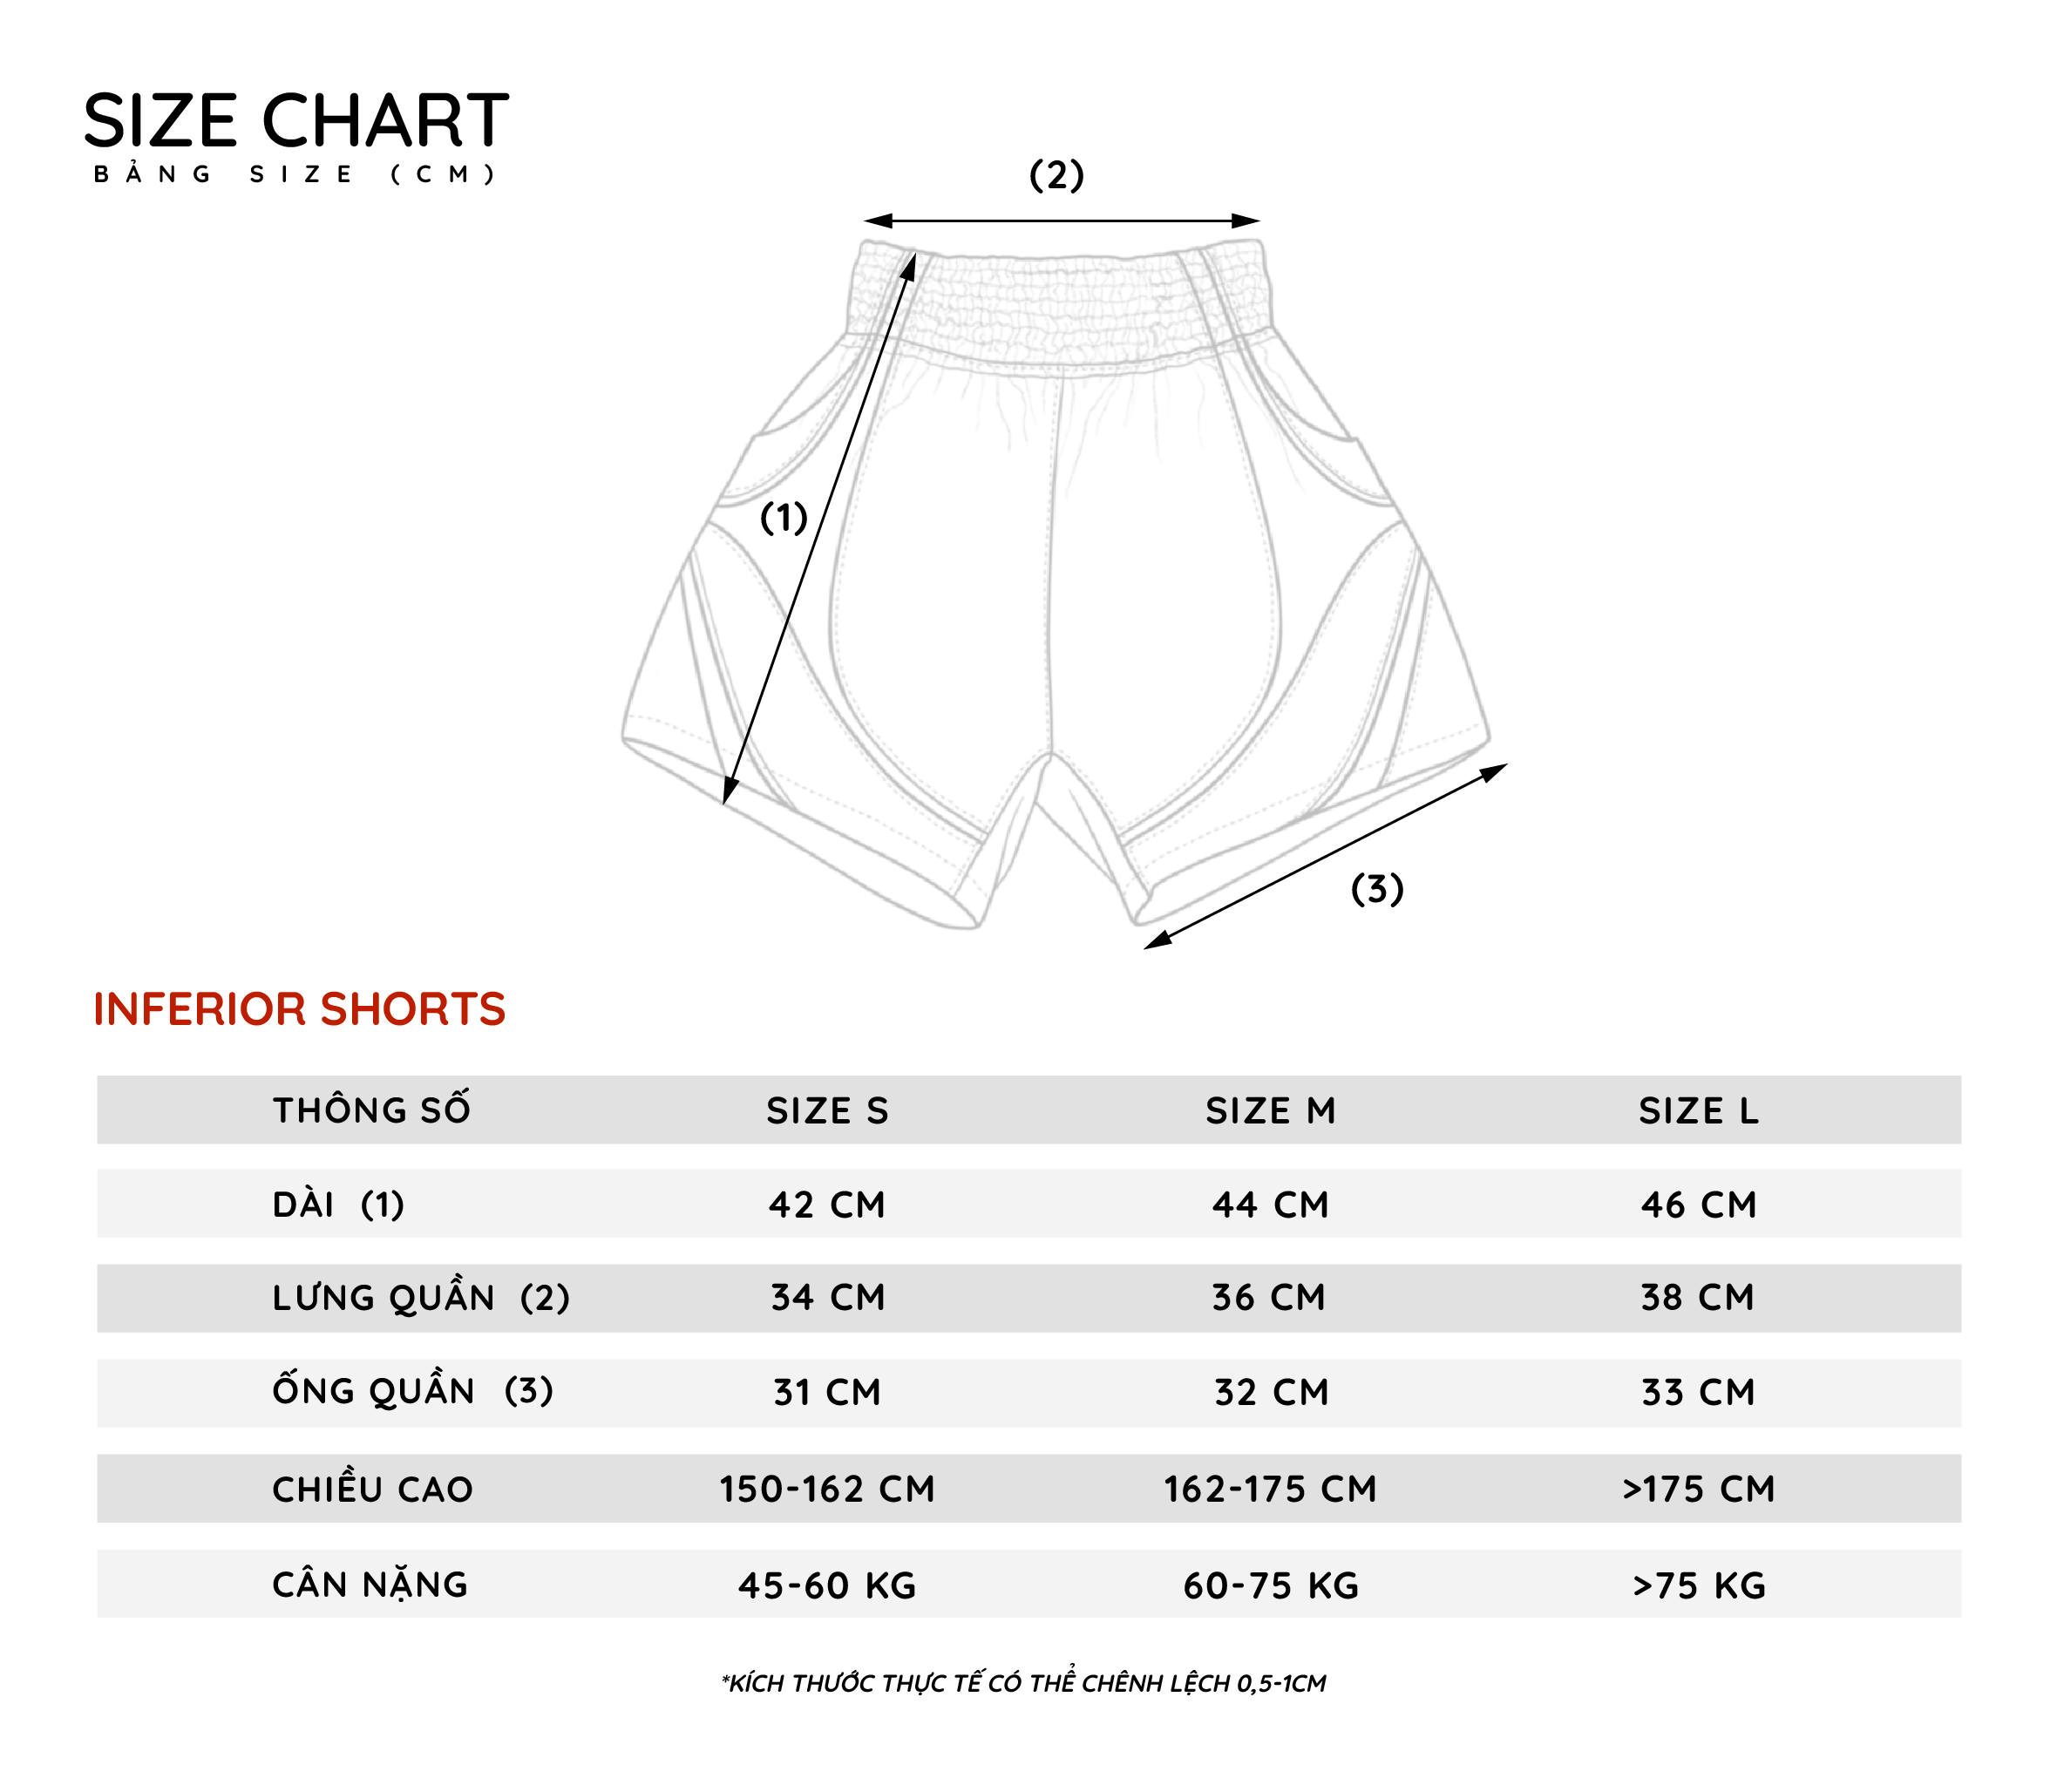 SIZE CHART
BẢNG SIZE (CM)
(2)
(1)
(3)
INFERIOR SHORTS
THÔNG SỐ SIZE S SIZE M SIZE L
DÀI (1) 42 CM 44 CM 46 CM
LƯNG QUẦN (2) 34 CM 36 CM 38 CM
ỐNG QUẦN (3) 31 CM 32 CM 33 CM
CHIỀU CAO 150-162 CM 162-175 CM >175 CM
CÂN NẶNG 45-60 KG 60-75 KG >75 KG
*KÍCH THƯỚC THỰC TẾ CÓ THỂ CHÊNH LỆCH 0,5-1CM